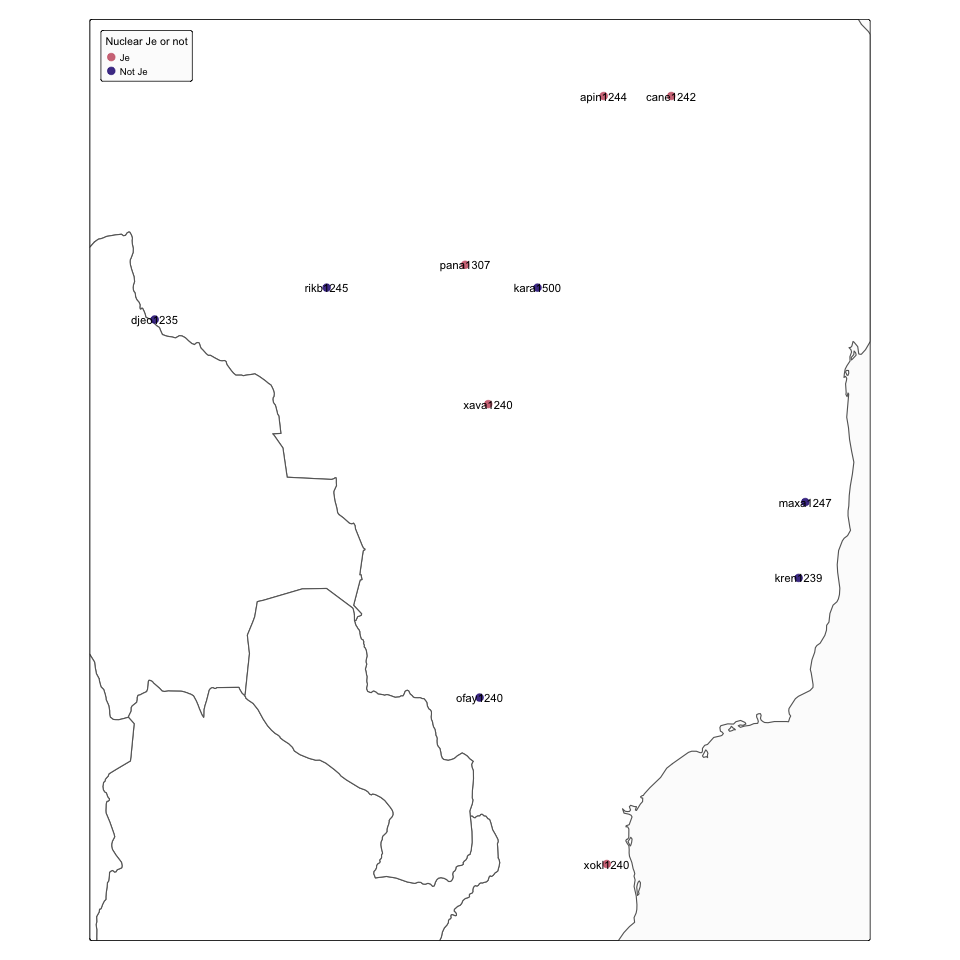 Nuclear Je or not
Je
Not Je
apin1244
cane1242
pana1307
rikb1245
kara1500
djeo1235
xava1240
maxa1247
kren1239
ofay1240
xokl1240